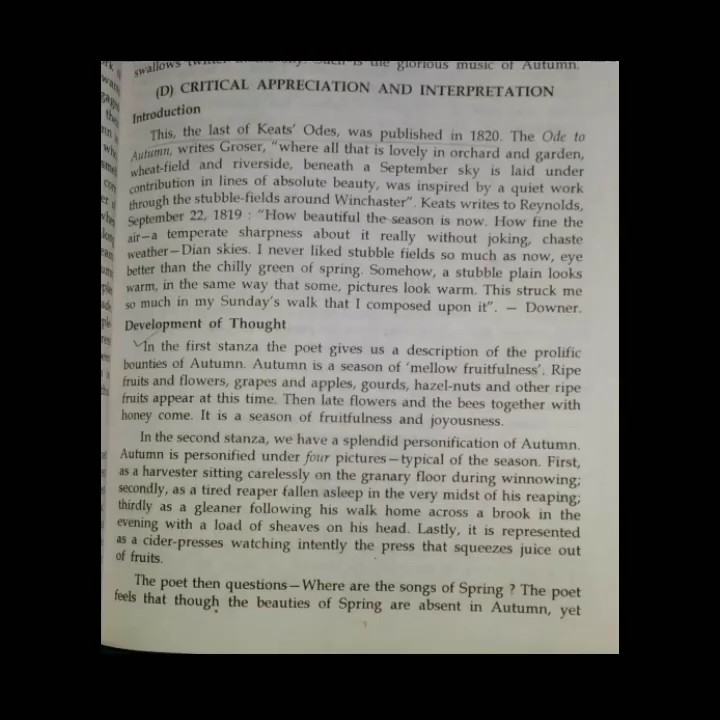 swallows twitter in the sky. Such is the glorious music of Autumn.
(D) CRITICAL APPRECIATION AND INTERPRETATION
Introduction
This, the last of Keats' Odes, was published in 1820. The Ode to
Autumn, writes Groser, "where all that is lovely in orchard and garden,
wheat-field and riverside, beneath a September sky is laid under
contribution in lines of absolute beauty, was inspired by a quiet work
through the stubble-fields around Winchaster". Keats writes to Reynolds,
September 22, 1819 : "How beautiful the season is now. How fine the
air—a temperate sharpness about it really without joking, chaste
weather—Dian skies. I never liked stubble fields so much as now, eye
better than the chilly green of spring. Somehow, a stubble plain looks
warm, in the same way that some, pictures look warm. This struck me
so much in my Sunday's walk that I composed upon it". — Downer.
Development of Thought
In the first stanza the poet gives us a description of the prolific
bounties of Autumn. Autumn is a season of 'mellow fruitfulness'. Ripe
fruits and flowers, grapes and apples, gourds, hazel-nuts and other ripe
fruits appear at this time. Then late flowers and the bees together with
honey come. It is a season of fruitfulness and joyousness.
In the second stanza, we have a splendid personification of Autumn.
Autumn is personified under four pictures—typical of the season. First,
as a harvester sitting carelessly on the granary floor during winnowing;
secondly, as a tired reaper fallen asleep in the very midst of his reaping;
thirdly as a gleaner following his walk home across a brook in the
evening with a load of sheaves on his head. Lastly, it is represented
as a cider-presses watching intently the press that squeezes juice out
of fruits.
The poet then questions—Where are the songs of Spring ? The poet
feels that though the beauties of Spring are absent in Autumn, yet